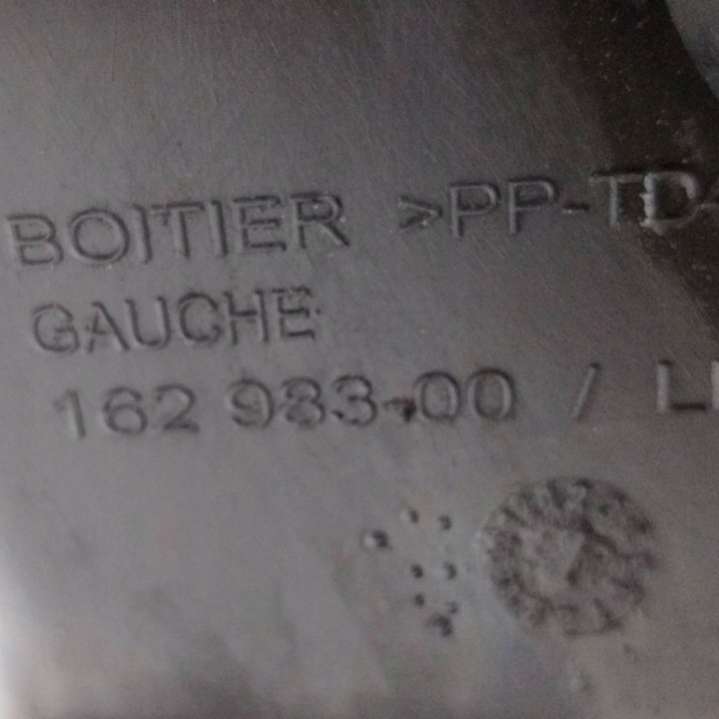 BOITIER >PP-TD
GAUCHE
162 983-00 / L